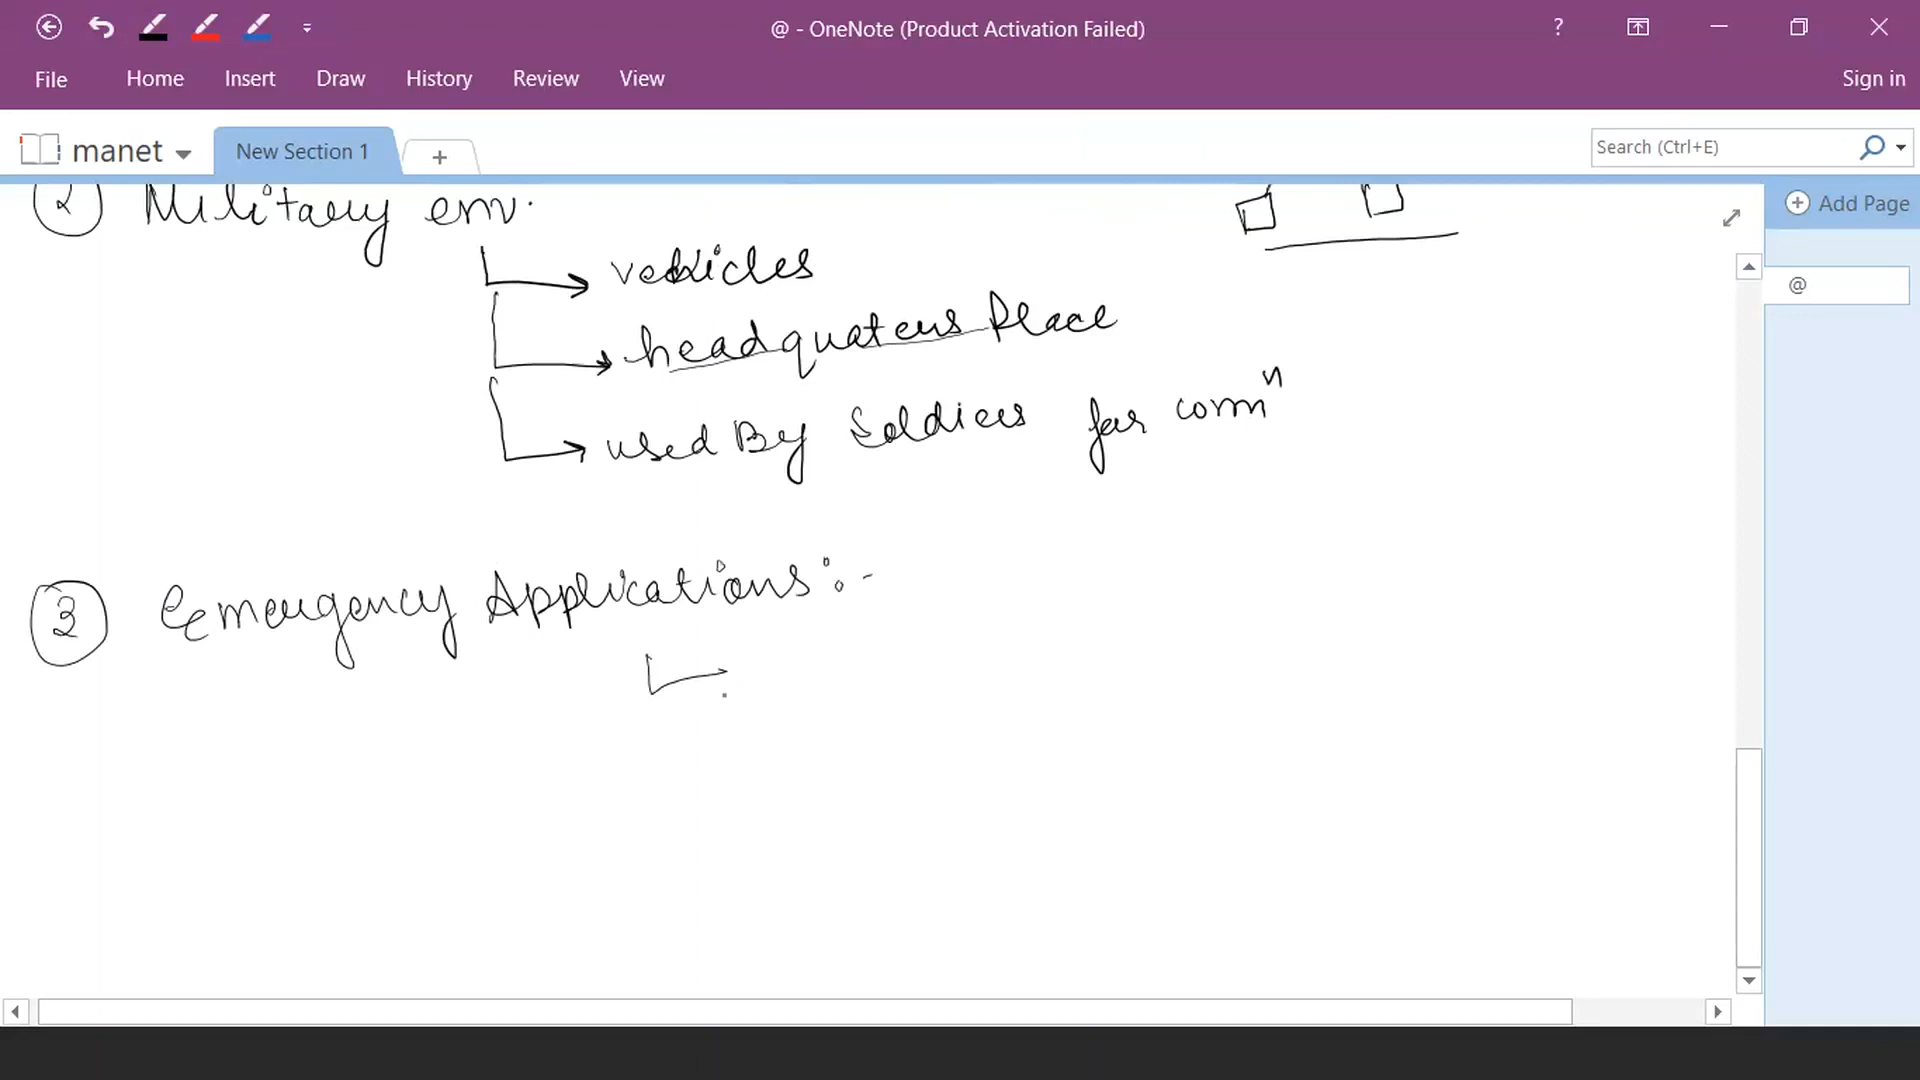 @ - OneNote (Product Activation Failed)
?
File Home Insert Draw History Review View Sign in
manet New Section 1 +
Search (Ctrl+E)
Add Page
@
2 Military env.
vehicles
headquaters Place
used By Soldiers for commⁿ
3 Emergency Applications :-